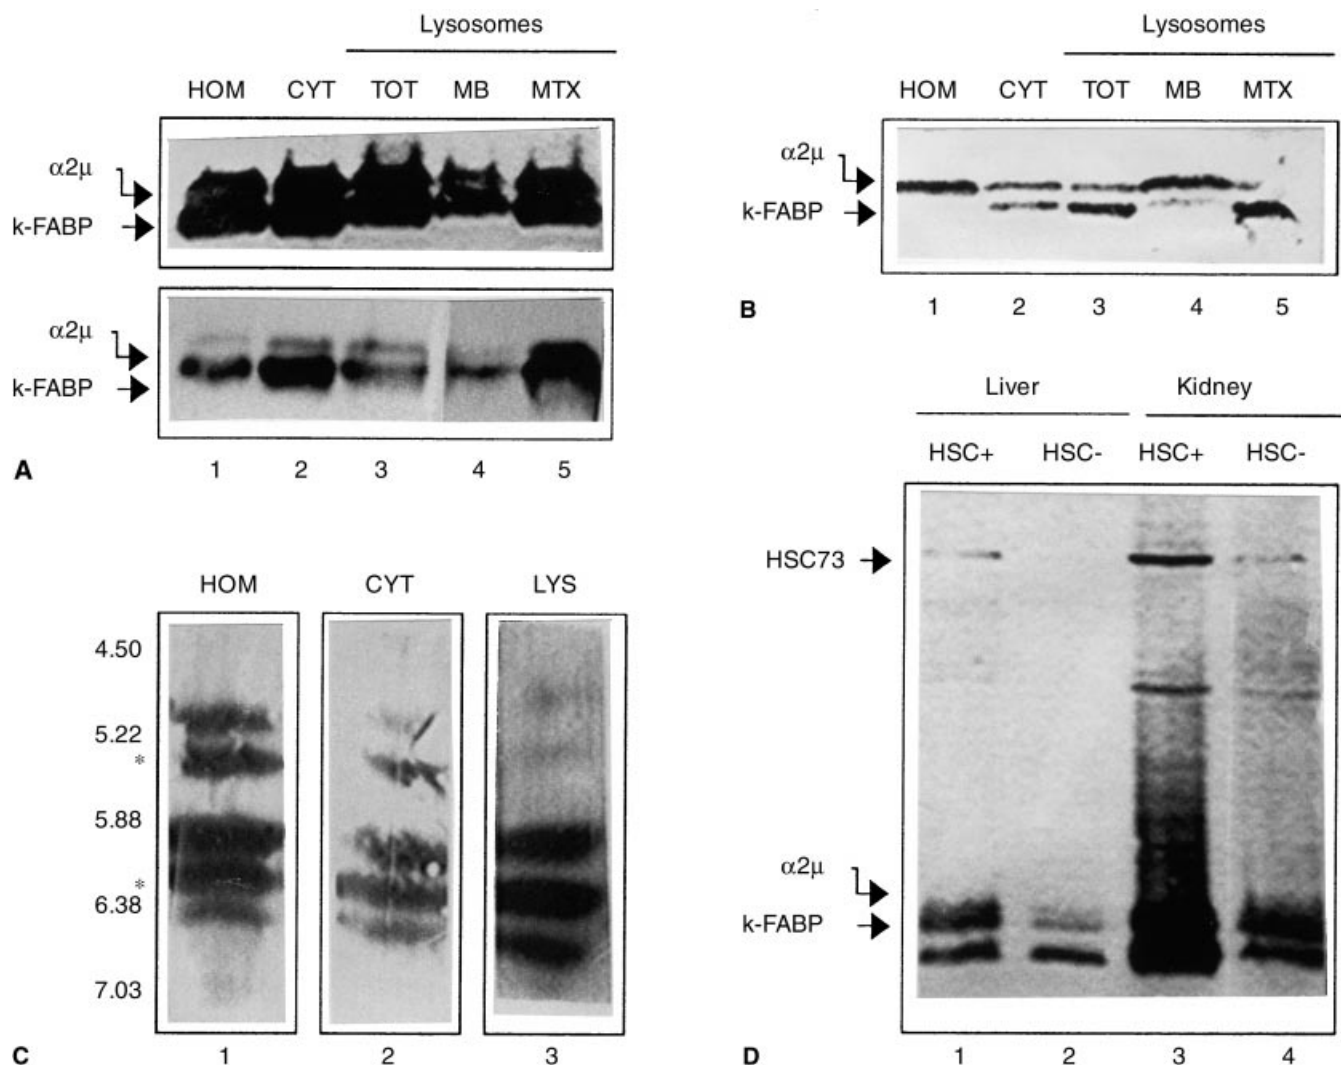 Lysosomes
HOM CYT TOT MB MTX
α2μ
k-FABP
α2μ
k-FABP
1 2 3 4 5
A
B
Lysosomes
HOM CYT TOT MB MTX
α2μ
k-FABP
1 2 3 4 5
HOM CYT LYS
4.50
5.22
*
5.88
*
6.38
7.03
1 2 3
C
Liver Kidney
HSC+ HSC- HSC+ HSC-
HSC73
α2μ
k-FABP
1 2 3 4
D